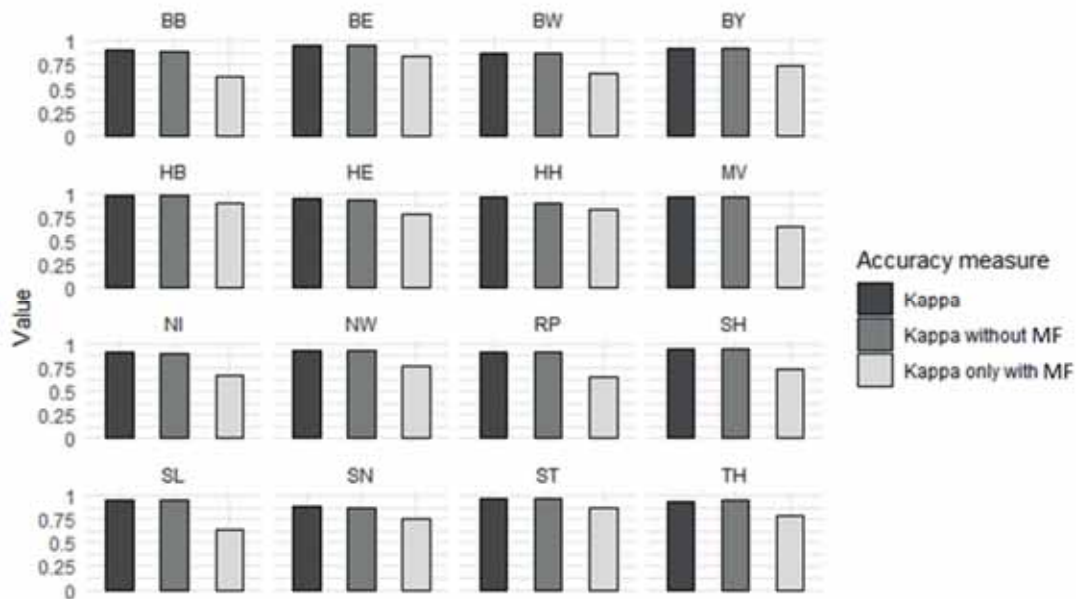 BB BE BW BY
1
0.75
0.5
0.25
0
HB HE HH MV
1
0.75
0.5
0.25
0
NI NW RP SH
1
0.75
0.5
0.25
0
SL SN ST TH
1
0.75
0.5
0.25
0
Value
Accuracy measure
Kappa
Kappa without MF
Kappa only with MF